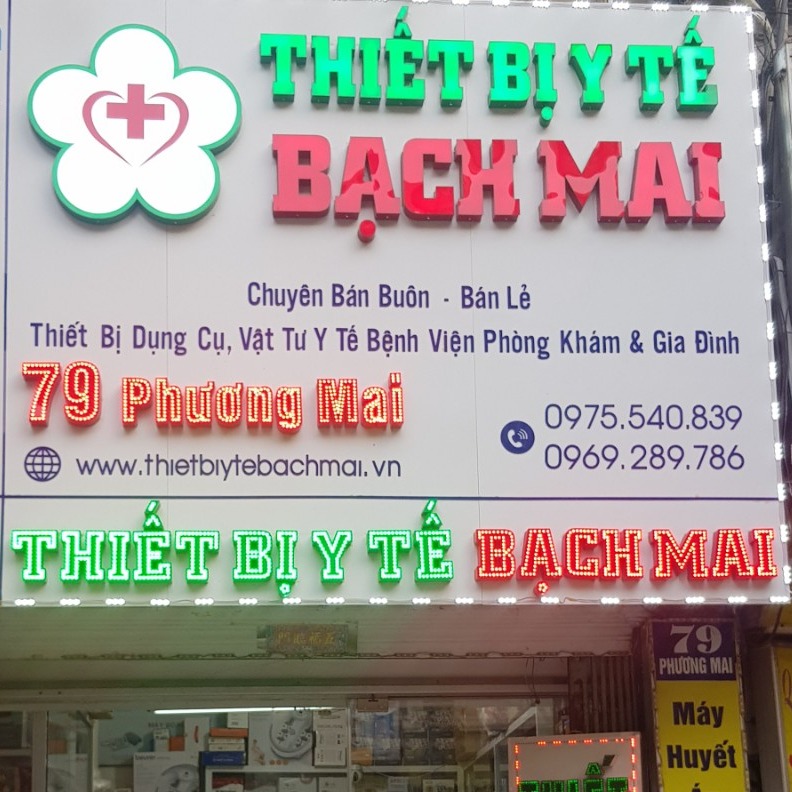 THIẾT BỊ Y TẾ
BẠCH MAI
Chuyên Bán Buôn - Bán Lẻ
Thiết Bị Dụng Cụ, Vật Tư Y Tế Bệnh Viện Phòng Khám & Gia Đình
79 Phương Mai
0975.540.839
www.thietbiytebachmai.vn
0969.289.786
THIẾT BỊ Y TẾ BẠCH MAI
79
PHƯƠNG MAI
Máy
Huyết
THIẾT